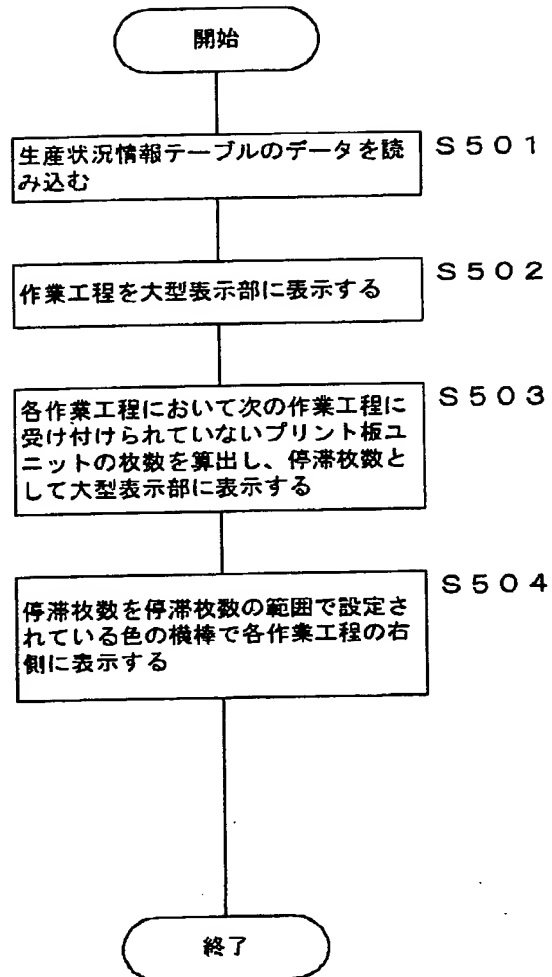 開始
生産状況情報テーブルのデータを読
み込む
S501
作業工程を大型表示部に表示する
S502
各作業工程において次の作業工程に
受け付けられていないプリント板ユ
ニットの枚数を算出し、停滞枚数と
して大型表示部に表示する
S503
停滞枚数を停滞枚数の範囲で設定さ
れている色の横棒で各作業工程の右
側に表示する
S504
終了